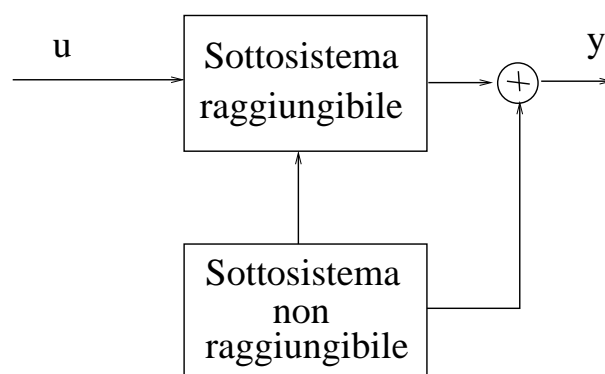 u
Sottosistema
raggiungibile
y
Sottosistema
non
raggiungibile